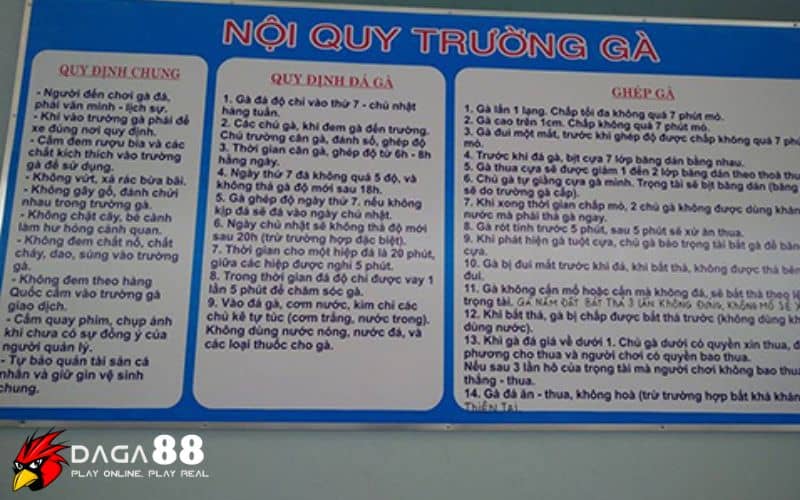 NỘI QUY TRƯỜNG GÀ
QUY ĐỊNH CHUNG
- Người đến chơi gà đá,
phải văn minh - lịch sự.
- Khi vào trường gà phải để
xe đúng nơi quy định.
- Cấm đem rượu bia và các
chất kích thích vào trường
gà để sử dụng.
- Không vứt, xả rác bừa bãi.
- Không gây gổ, đánh chửi
nhau trong trường gà.
- Không chặt cây, bẻ cành
làm hư hỏng cảnh quan.
- Không đem chất nổ, chất
cháy, dao, súng vào trường
gà.
- Không đem theo hàng
Quốc cấm vào trường gà
giao dịch.
- Cấm quay phim, chụp ảnh
khi chưa có sự đồng ý của
người quản lý.
- Tự bảo quản tài sản cá
nhân và giữ gìn vệ sinh
chung.
QUY ĐỊNH ĐÁ GÀ
1. Gà đá độ chỉ vào thứ 7 - chủ nhật
hàng tuần.
2. Các chủ gà, khi đem gà đến trường.
Chủ trường cân gà, đánh số, ghép độ
3. Thời gian cân gà, ghép độ từ 6h - 8h
hằng ngày.
4. Ngày thứ 7 đá không quá 5 độ, và
không thả gà độ mới sau 18h.
5. Gà ghép độ ngày thứ 7. nếu không
kịp đá sẽ đá vào ngày chủ nhật.
6. Ngày chủ nhật sẽ không thả độ mới
sau 20h (trừ trường hợp đặc biệt).
7. Thời gian cho một hiệp đá là 20 phút,
giữa các hiệp được nghỉ 5 phút.
8. Trong thời gian đá độ chỉ được vay 1
lần 5 phút để chăm sóc gà.
9. Vào đá gà, cơm nước, kim chỉ các
chủ kê tự túc (cơm trắng, nước trong).
Không dùng nước nóng, nước đá, và
các loại thuốc cho gà.
GHÉP GÀ
1. Gà lần 1 lạng. Chấp tối đa không quá 7 phút mỏ.
2. Gà cao trên 1cm. Chấp không quá 7 phút mỏ.
3. Gà đui một mắt, trước khi ghép độ được chấp không quá 7 phút
mỏ.
4. Trước khi đá gà, bịt cựa 7 lớp băng dán bằng nhau.
5. Gà thua cựa sẽ được giảm 1 đến 2 lớp băng dán theo thoả thu
6. Chủ gà tự giằng cựa gà mình. Trọng tài sẽ bịt băng dán (băng
sẽ do trường gà cấp).
7. Khi xong thời gian chấp mỏ, 2 chủ gà không được dùng khăn
nước mà phải thả gà ngay.
8. Gà rót tính trước 5 phút, sau 5 phút sẽ xử ăn thua.
9. Khi phát hiện gà tuột cựa, chủ gà báo trọng tài bắt gà để băn
cựa.
10. Gà bị đui mắt trước khi đá, khi bắt thả, không được thả bên
đui.
11. Gà không cắn mổ hoặc cắn mà không đá, sẽ bắt thả theo lệ
trọng tài. GÀ NẰM ĐẤT BẮT THẢ 3 LẦN KHÔNG ĐỨNG, KHÔNG MỔ SẼ X
12. Khi bắt thả, gà bị chấp được bắt thả trước (không dùng kh
dùng nước).
13. Khi gà đá giá về dưới 1. Chủ gà dưới có quyền xin thua, đ
phương cho thua và người chơi có quyền bao thua.
Nếu sau 3 lần hô của trọng tài mà người chơi không bao thua
thắng - thua.
14. Gà đá ăn - thua, không hoà (trừ trường hợp bất khả khán
THIÊN TAI.
DAGA88
PLAY ONLINE, PLAY REAL